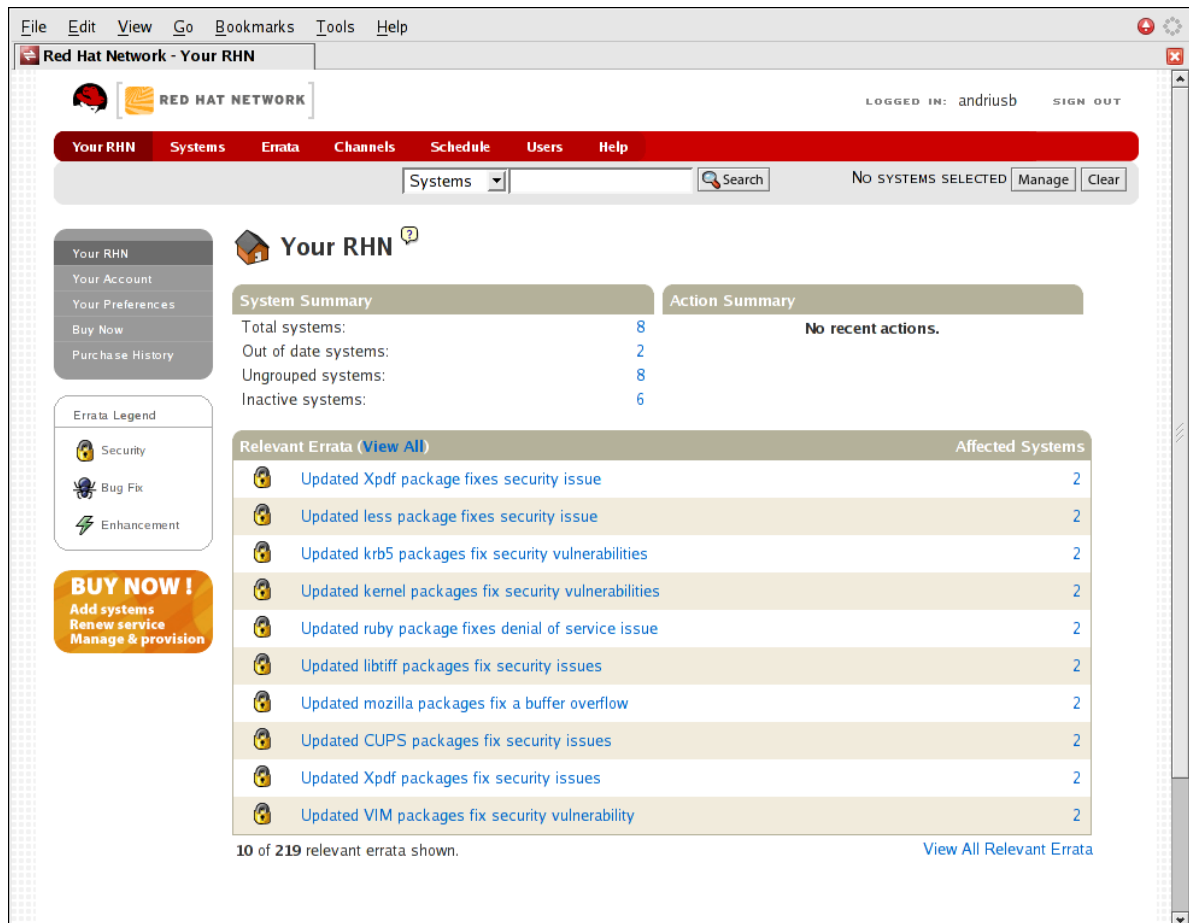 File Edit View Go Bookmarks Tools Help
Red Hat Network - Your RHN
RED HAT NETWORK
LOGGED IN: andriusb SIGN OUT
Your RHN Systems Errata Channels Schedule Users Help
Systems Search NO SYSTEMS SELECTED Manage Clear
Your RHN
Your Account
Your Preferences
Buy Now
Purchase History
Errata Legend
Security
Bug Fix
Enhancement
BUY NOW !
Add systems
Renew service
Manage & provision
Your RHN ?
System Summary
Total systems: 8
Out of date systems: 2
Ungrouped systems: 8
Inactive systems: 6
Action Summary
No recent actions.
Relevant Errata (View All) Affected Systems
Updated Xpdf package fixes security issue 2
Updated less package fixes security issue 2
Updated krb5 packages fix security vulnerabilities 2
Updated kernel packages fix security vulnerabilities 2
Updated ruby package fixes denial of service issue 2
Updated libtiff packages fix security issues 2
Updated mozilla packages fix a buffer overflow 2
Updated CUPS packages fix security issues 2
Updated Xpdf packages fix security issues 2
Updated VIM packages fix security vulnerability 2
10 of 219 relevant errata shown. View All Relevant Errata